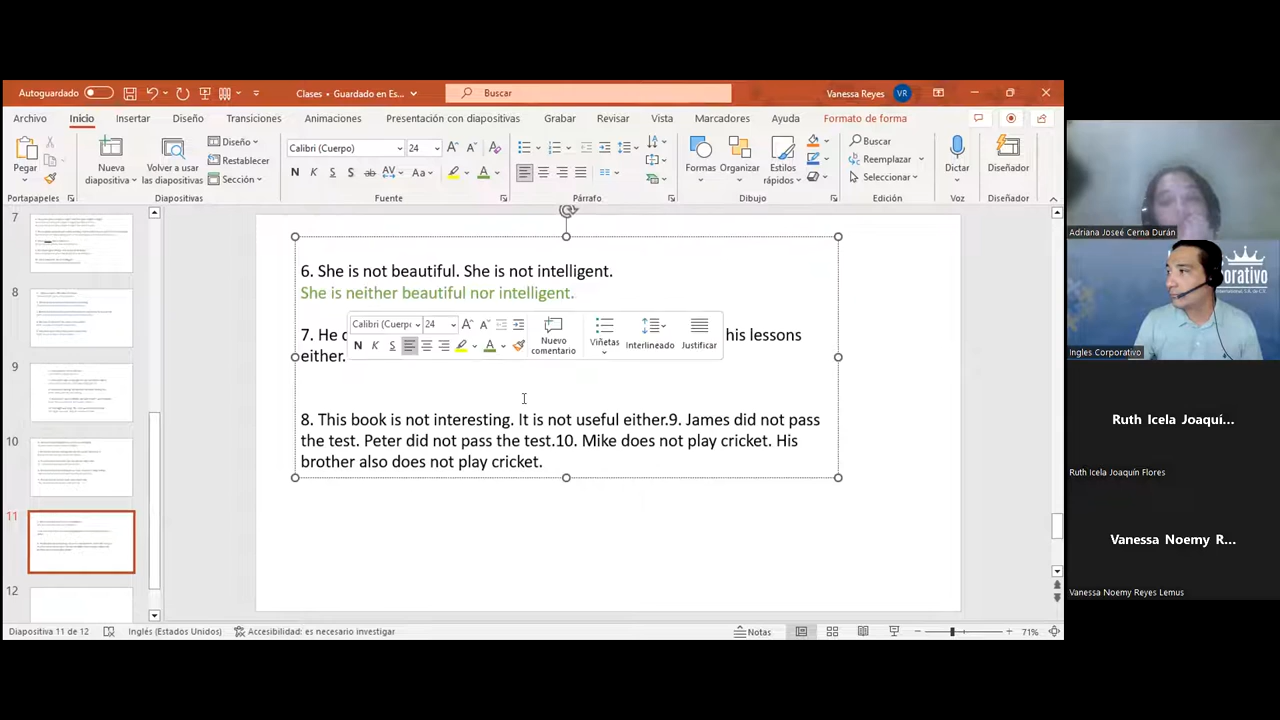 Autoguardado
Clases • Guardado en Es...
Buscar
Vanessa Reyes
VR
Archivo
Inicio
Insertar
Diseño
Transiciones
Animaciones
Presentación con diapositivas
Grabar
Revisar
Vista
Marcadores
Ayuda
Formato de forma
Pegar
Nueva diapositiva
Volver a usar las diapositivas
Diseño
Restablecer
Sección
Calibri (Cuerpo)
24
Formas
Organizar
Estilos rápidos
Buscar
Reemplazar
Seleccionar
Dictar
Diseñador
Portapapeles
Diapositivas
Fuente
Párrafo
Dibujo
Edición
Voz
Diseñador
7
8
9
10
11
12
6. She is not beautiful. She is not intelligent.
She is neither beautiful nor intelligent.
7. He
his lessons
either.
Calibri (Cuerp
24
N K S
Nuevo comentario
Viñetas
Interlineado
Justificar
8. This book is not interesting. It is not useful either.9. James did not pass
the test. Peter did not pass the test.10. Mike does not play cricket. His
brother also does not play cricket.
Diapositiva 11 de 12
Inglés (Estados Unidos)
Accesibilidad: es necesario investigar
Notas
71%
Adriana Joseé Cerna Durán
orativo
Ingles Corporativo
Ruth Icela Joaquí...
Ruth Icela Joaquín Flores
Vanessa Noemy R...
Vanessa Noemy Reyes Lemus